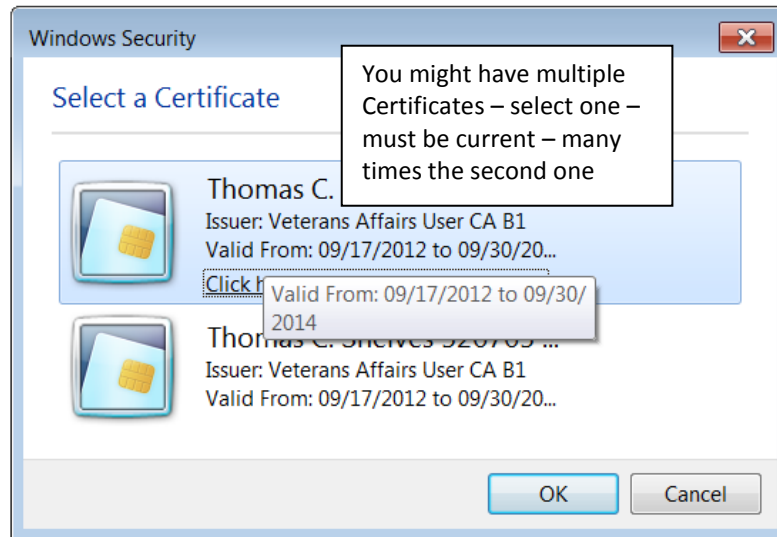 Windows Security
You might have multiple
Certificates – select one –
must be current – many
times the second one
Select a Certificate
Thomas C.
Issuer: Veterans Affairs User CA B1
Valid From: 09/17/2012 to 09/30/20...
Click
Valid From: 09/17/2012 to 09/30/
2014
Thomas C.
Issuer: Veterans Affairs User CA B1
Valid From: 09/17/2012 to 09/30/20...
OK Cancel